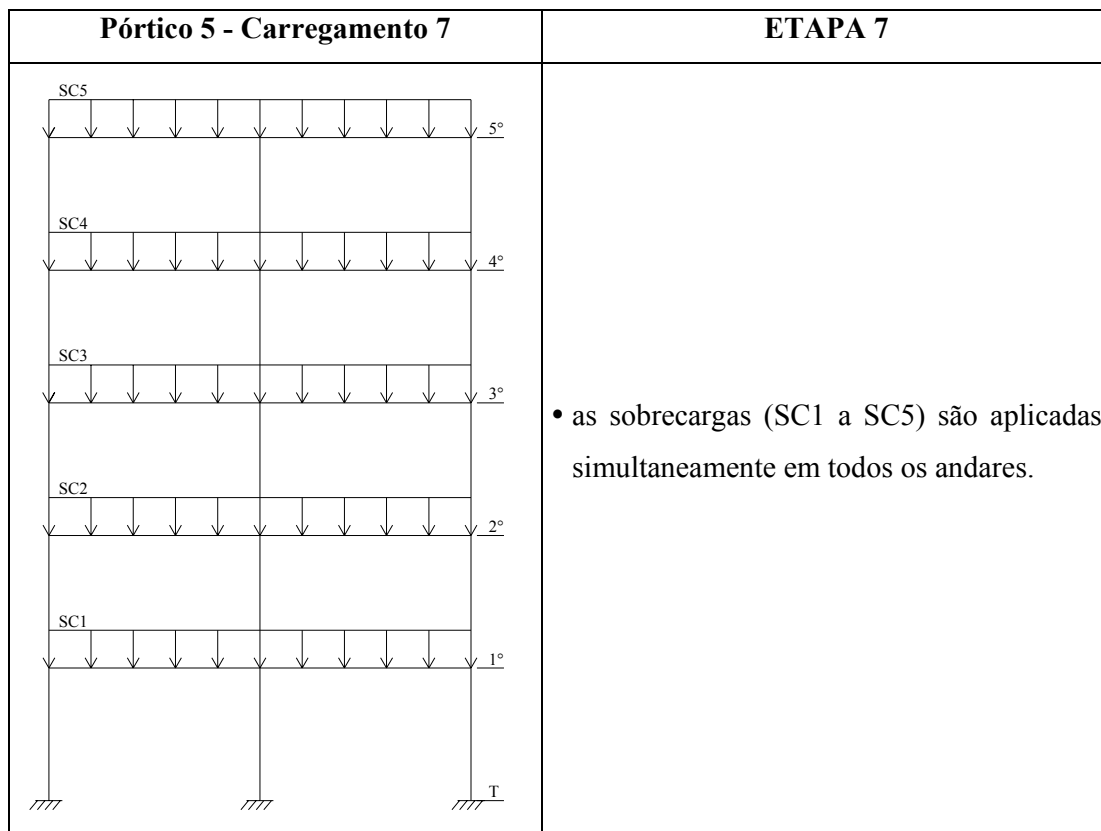 Pórtico 5 - Carregamento 7
ETAPA 7
SC5
5°
SC4
4°
SC3
3°
SC2
2°
SC1
1°
T
• as sobrecargas (SC1 a SC5) são aplicadas
simultaneamente em todos os andares.